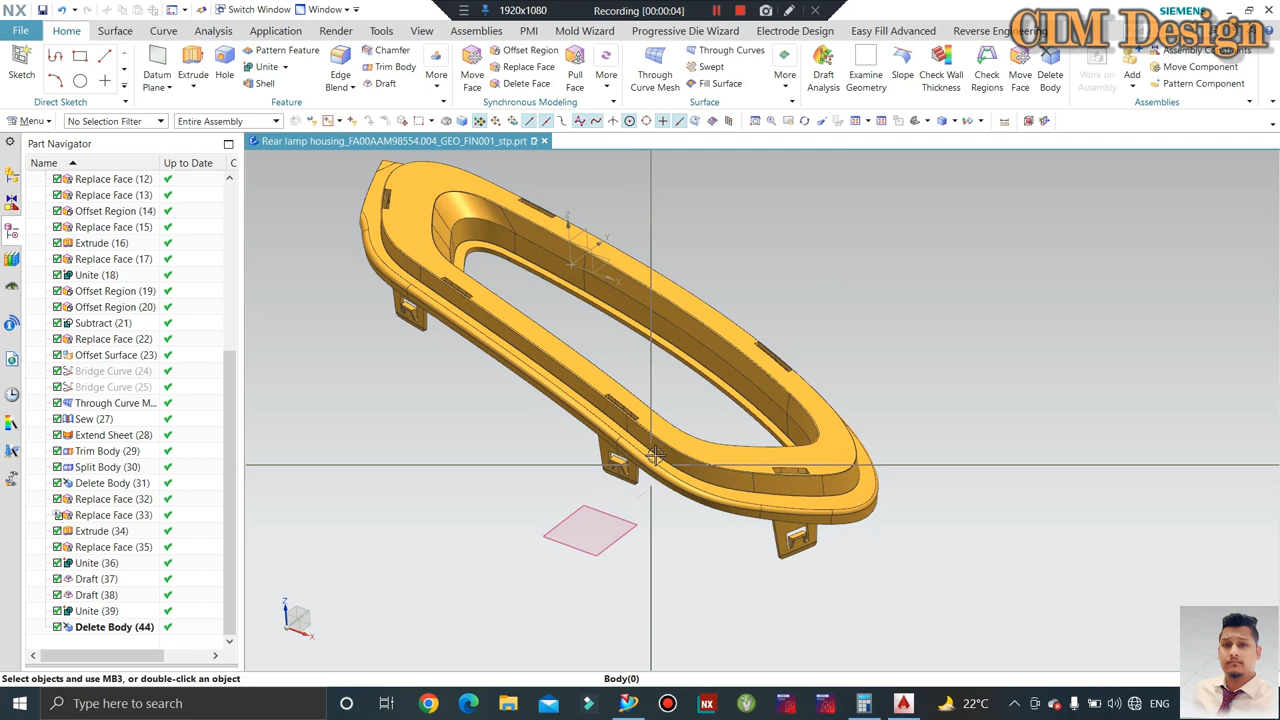 NX
Switch Window
Window
1920x1080
Recording [00:00:04]
SIEMENS
CIM Design
File
Home
Surface
Curve
Analysis
Application
Render
Tools
View
Assemblies
PMI
Mold Wizard
Progressive Die Wizard
Electrode Design
Easy Fill Advanced
Reverse Engineering
Sketch
Direct Sketch
Datum Plane
Extrude
Hole
Pattern Feature
Unite
Shell
Edge Blend
Chamfer
Trim Body
Draft
More
Feature
Move Face
Offset Region
Replace Face
Delete Face
Pull Face
More
Synchronous Modeling
Through Curve Mesh
Through Curves
Swept
Fill Surface
More
Surface
Draft Analysis
Examine Geometry
Slope
Check Wall Thickness
Check Regions
Move Face
Delete Body
Work on Assembly
Add
Assembly Constraints
Move Component
Pattern Component
Assemblies
Menu
No Selection Filter
Entire Assembly
Part Navigator
Rear lamp housing_FA00AAM98554.004_GEO_FIN001_stp.prt
Name
Up to Date
C
Replace Face (12)
Replace Face (13)
Offset Region (14)
Replace Face (15)
Extrude (16)
Replace Face (17)
Unite (18)
Offset Region (19)
Offset Region (20)
Subtract (21)
Replace Face (22)
Offset Surface (23)
Bridge Curve (24)
Bridge Curve (25)
Through Curve M...
Sew (27)
Extend Sheet (28)
Trim Body (29)
Split Body (30)
Delete Body (31)
Replace Face (32)
Replace Face (33)
Extrude (34)
Replace Face (35)
Unite (36)
Draft (37)
Draft (38)
Unite (39)
Delete Body (44)
Z
Y
X
Z
X
Select objects and use MB3, or double-click an object
Body(0)
Type here to search
NX
22°C
ENG